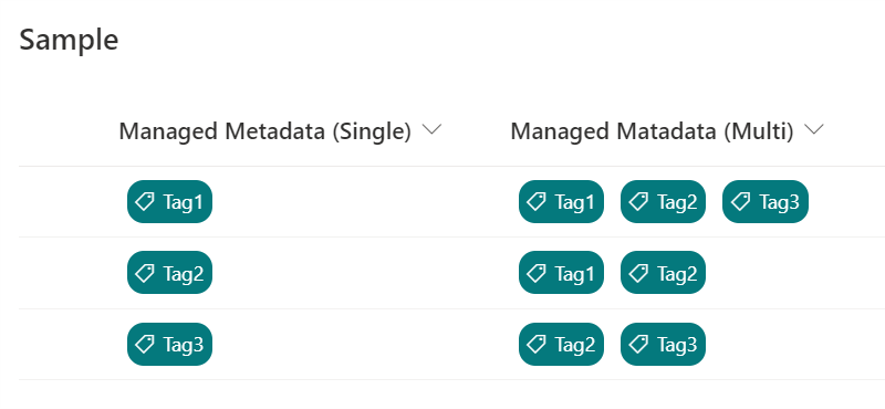 Sample
Managed Metadata (Single) Managed Matadata (Multi)
Tag1 Tag1 Tag2 Tag3
Tag2 Tag1 Tag2
Tag3 Tag2 Tag3